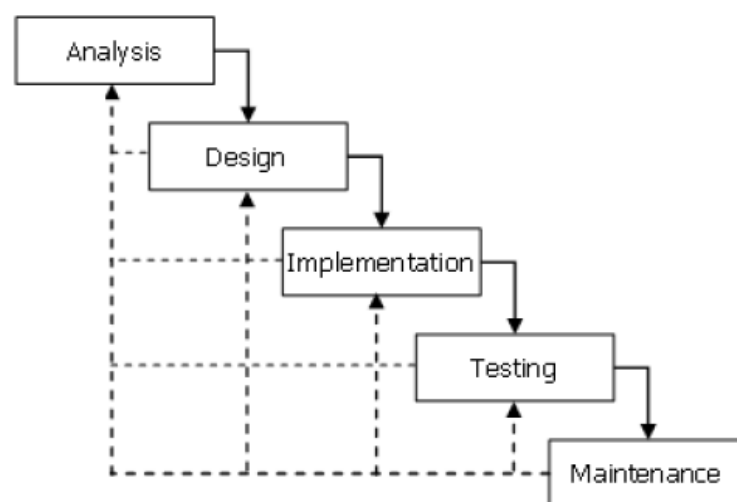 Analysis
Design
Implementation
Testing
Maintenance